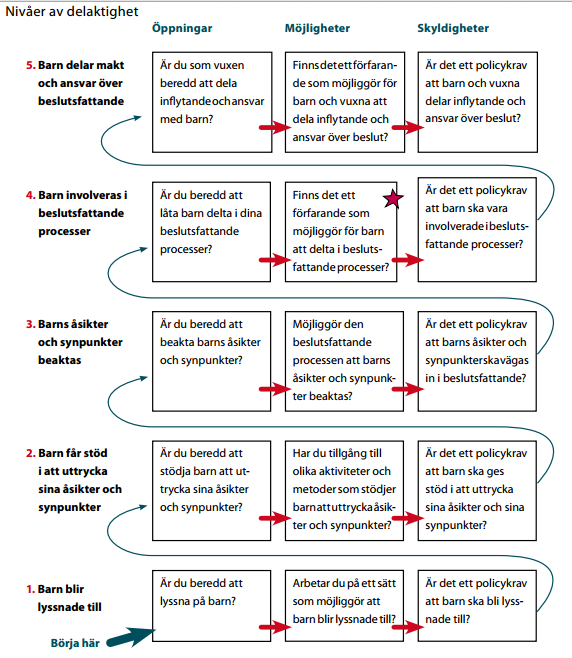 Nivåer av delaktighet
Öppningar
Möjligheter
Skyldigheter
5. Barn delar makt
och ansvar över
beslutsfattande
Är du som vuxen
beredd att dela
inflytande och ansvar
med barn?
Finns det ett förfaran-
de som möjliggör för
barn och vuxna att
dela inflytande och
ansvar över beslut?
Är det ett policykrav
att barn och vuxna
delar inflytande och
ansvar över beslut?
4. Barn involveras i
beslutsfattande
processer
Är du beredd att
låta barn delta i dina
beslutsfattande
processer?
Finns det ett
förfarande som
möjliggör för barn
att delta i besluts-
fattande processer?
Är det ett policykrav
att barn ska vara
involverade i besluts-
fattande processer?
3. Barns åsikter
och synpunkter
beaktas
Är du beredd att
beakta barns åsikter
och synpunkter?
Möjliggör den
beslutsfattande
processen att barns
åsikter och synpunk-
ter beaktas?
Är det ett policykrav
att barns åsikter och
synpunkter ska vägas
in i beslutsfattande?
2. Barn får stöd
i att uttrycka
sina åsikter och
synpunkter
Är du beredd att
stödja barn att ut-
trycka sina åsikter
och synpunkter?
Har du tillgång till
olika aktiviteter och
metoder som stödjer
barn att uttrycka åsik-
ter och synpunkter?
Är det ett policykrav
att barn ska ges
stöd i att uttrycka
sina åsikter och sina
synpunkter?
1. Barn blir
lyssnade till
Är du beredd att
lyssna på barn?
Arbetar du på ett sätt
som möjliggör att
barn blir lyssnade till?
Är det ett policykrav
att barn ska bli lyss-
nade till?
Börja här